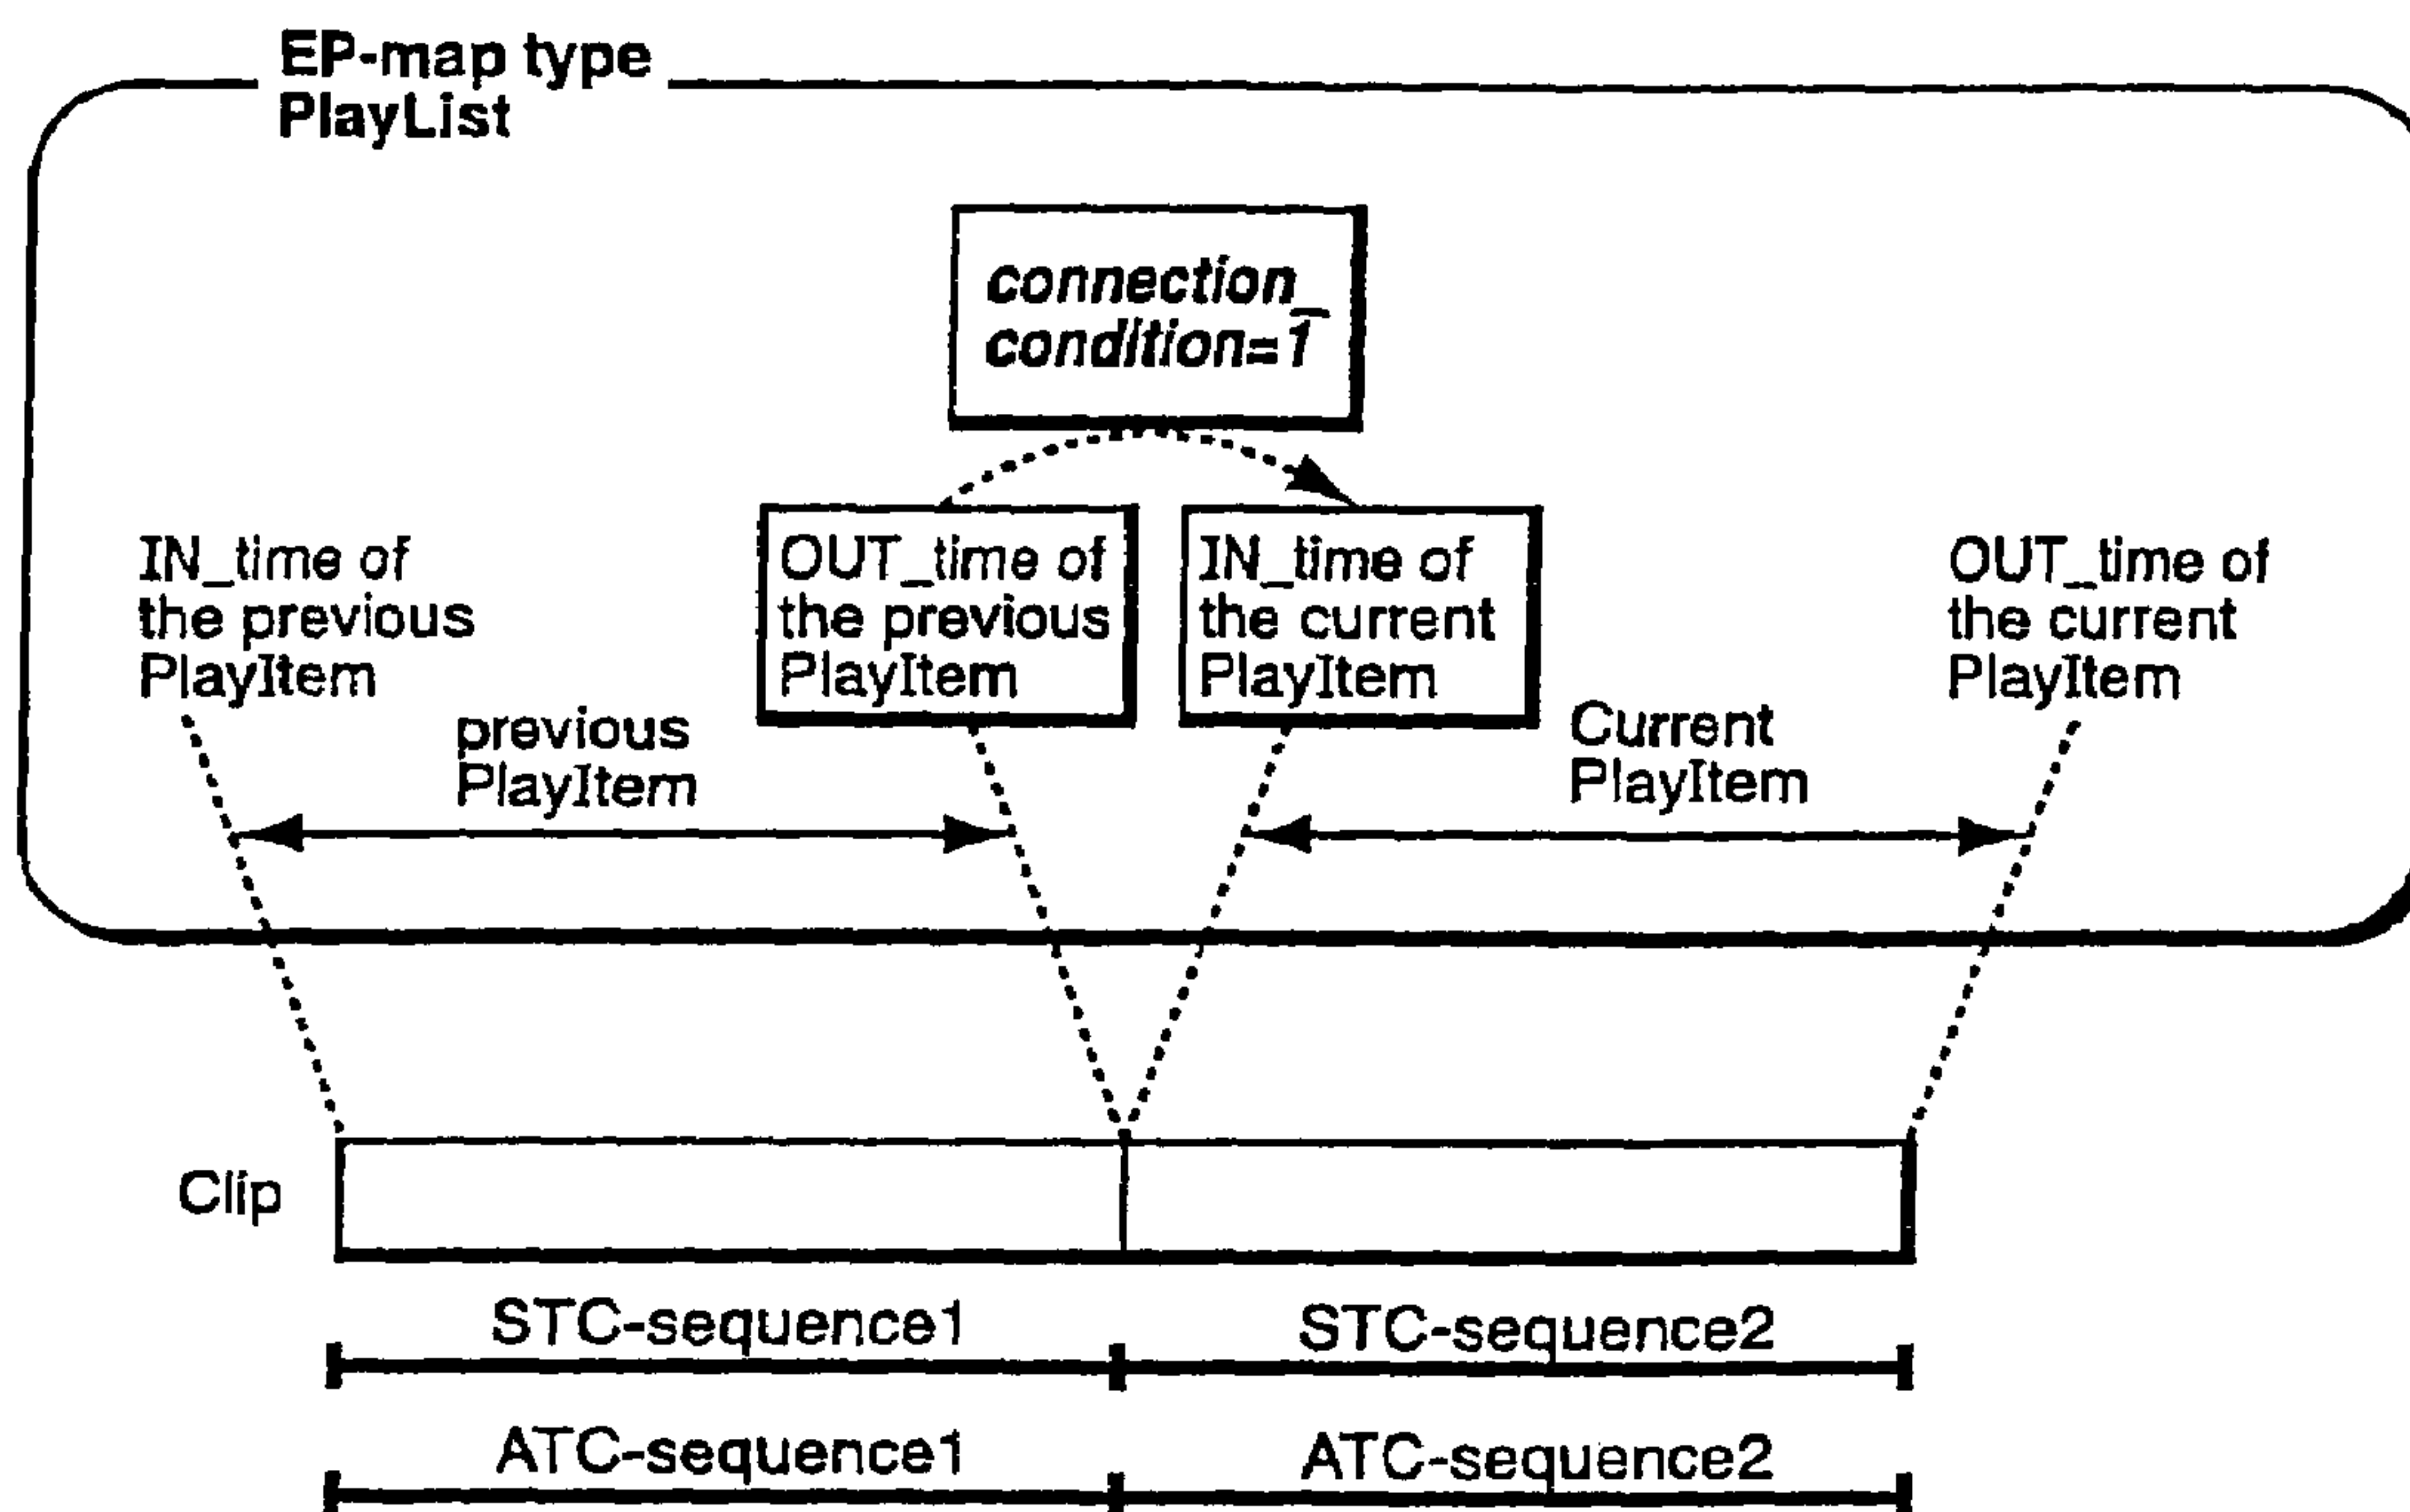 EP-map type
PlayList
connection_
condition=1
IN_time of
the previous
PlayItem
OUT_time of
the previous
PlayItem
IN_time of
the current
PlayItem
OUT_time of
the current
PlayItem
previous
PlayItem
Current
PlayItem
Clip
STC-sequence1
STC-sequence2
ATC-sequence1
ATC-sequence2